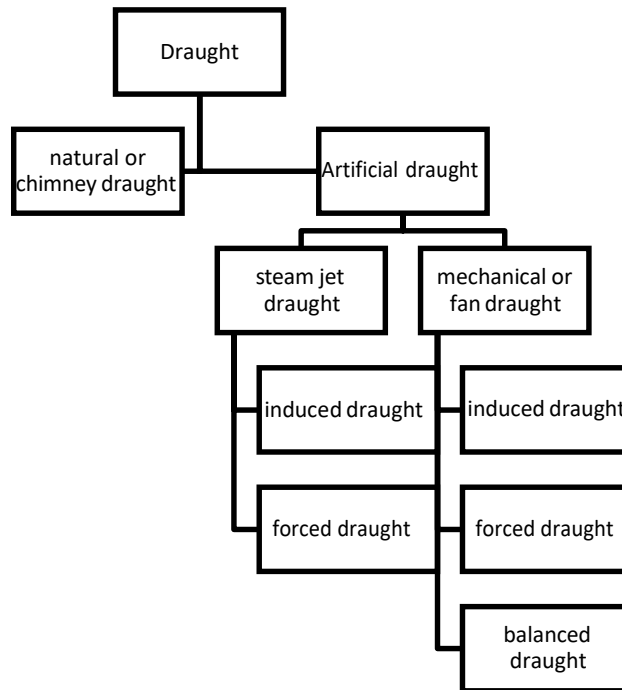 Draught
natural or
chimney draught
Artificial draught
steam jet
draught
mechanical or
fan draught
induced draught
induced draught
forced draught
forced draught
balanced
draught